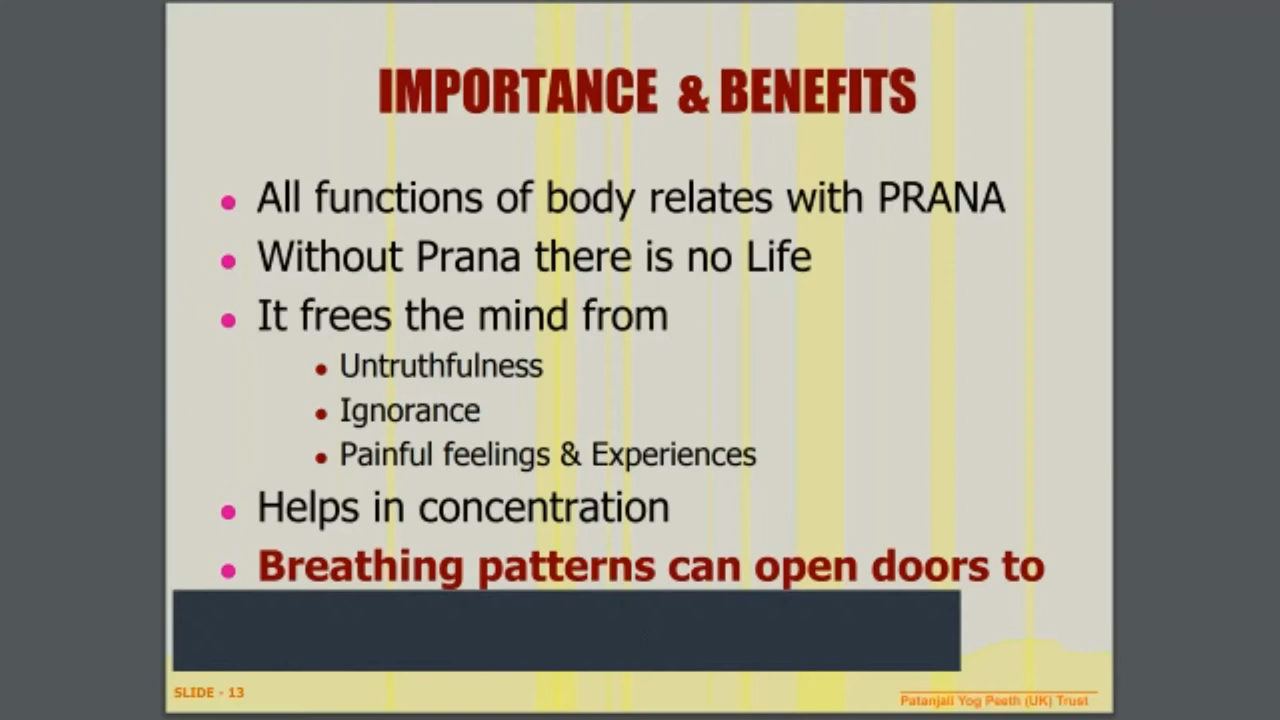 IMPORTANCE & BENEFITS
• All functions of body relates with PRANA
• Without Prana there is no Life
• It frees the mind from
• Untruthfulness
• Ignorance
• Painful feelings & Experiences
• Helps in concentration
• Breathing patterns can open doors to
SLIDE - 13
Patanjali Yog Peeth (UK) Trust